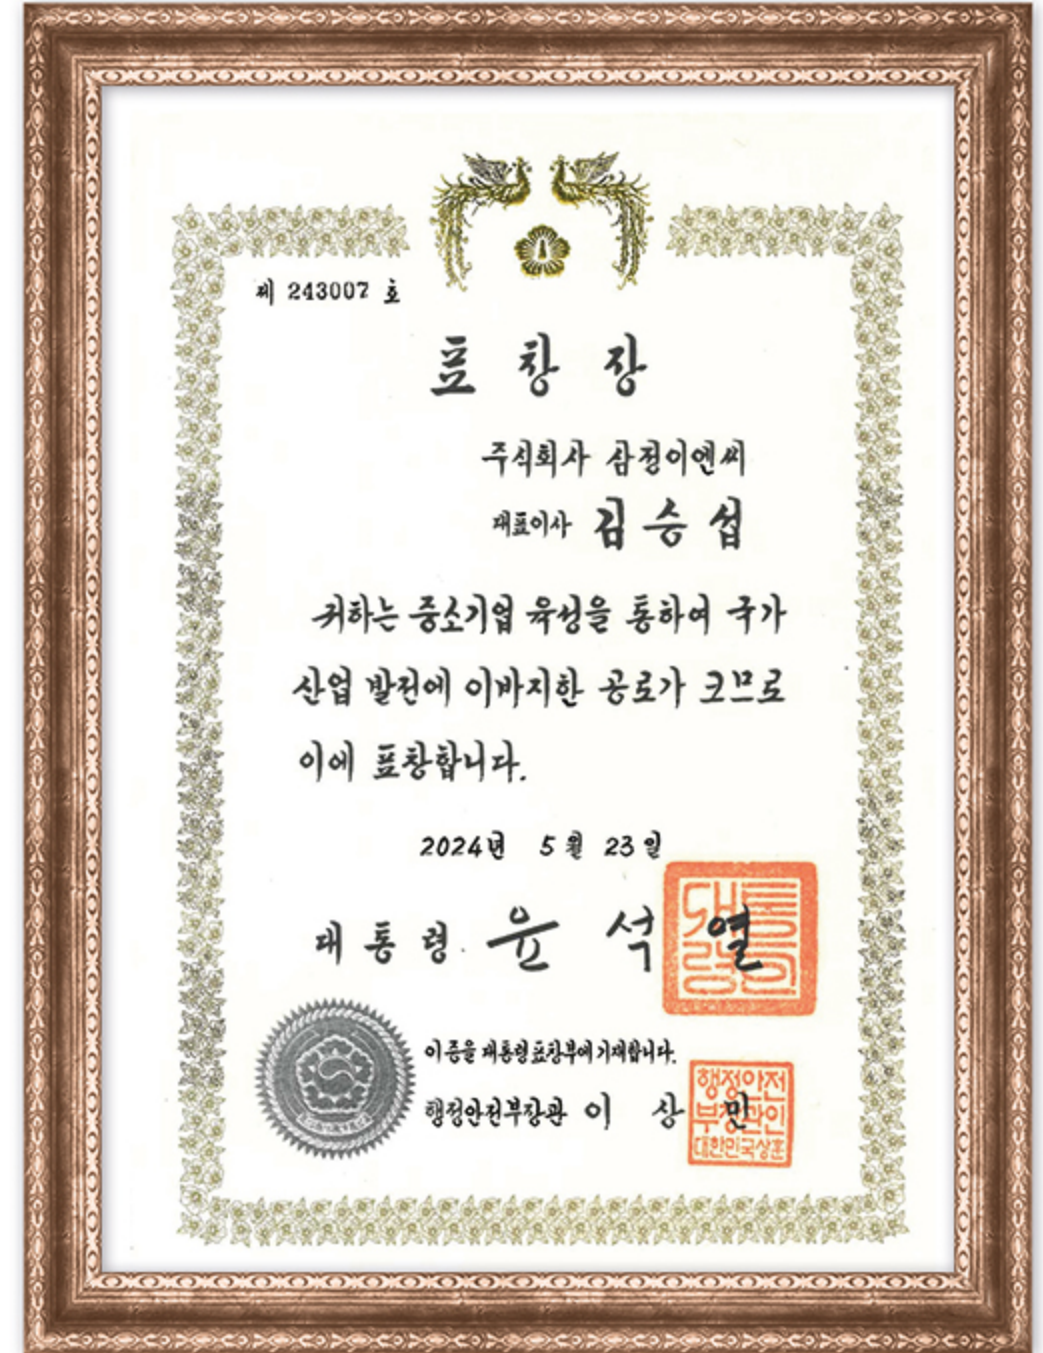 제 243007 호
표 창 장
주식회사 삼정이엔씨
대표이사 김 승 섭
귀하는 중소기업 육성을 통하여 국가
산업 발전에 이바지한 공로가 크므로
이에 표창합니다.
2024년 5 월 23 일
대 통 령 윤 석 열
대통령인
이 증을 대통령표창부에 기재합니다.
행정안전부장관 이 상 민
행정안전
부장관인
대한민국상훈